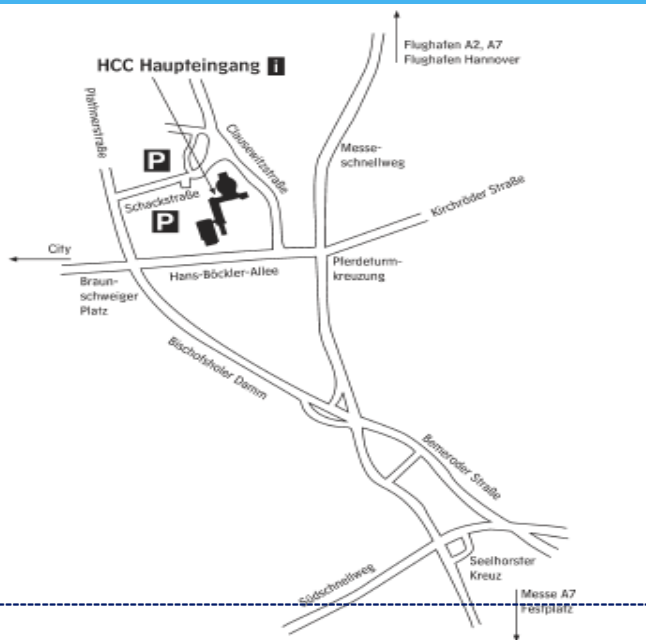 Flughafen A2, A7
Flughafen Hannover
HCC Haupteingang i
Plathnerstraße
Clausewitzstraße
Messe-
schnellweg
P
Schackstraße
P
Kirchröder Straße
City
Hans-Böckler-Allee
Pferdeturm-
kreuzung
Braun-
schweiger
Platz
Bischofsholer Damm
Bemeroder Straße
Seelhorster
Kreuz
Südschnellweg
Messe A7
Festplatz